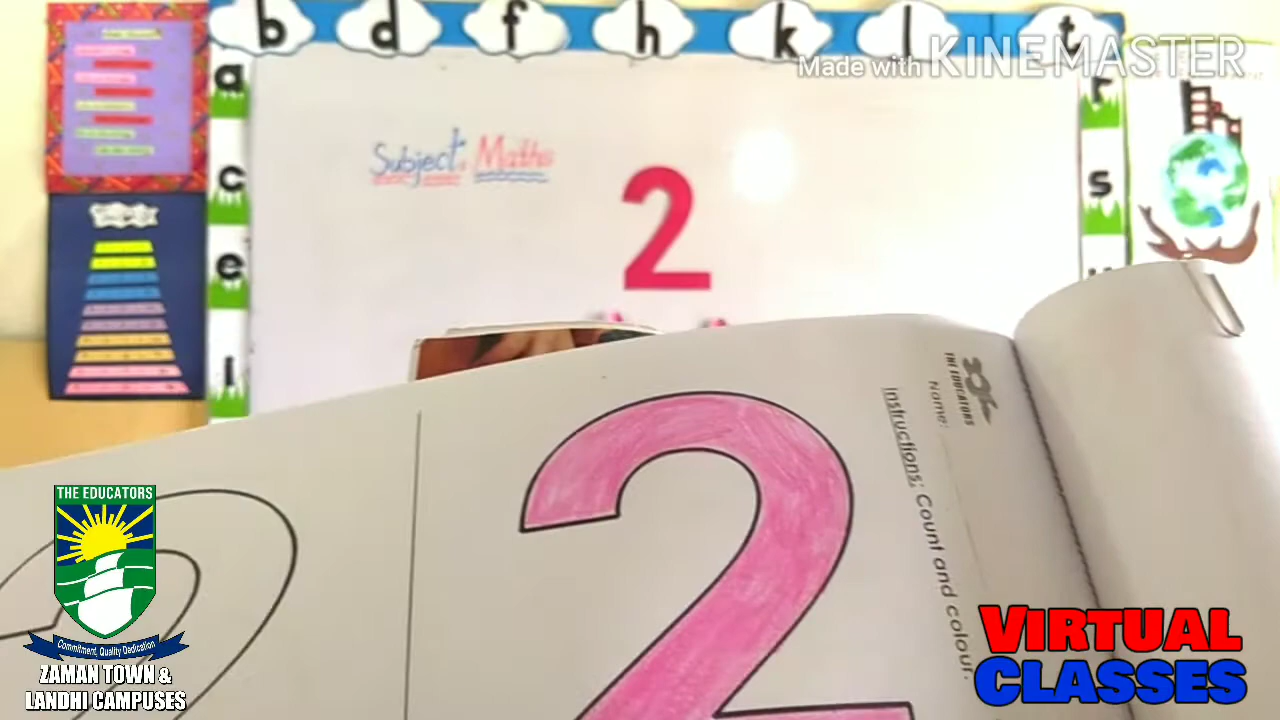 b d f h k l t
Made with KINEMASTER
a
c
e
i
r
s
Subject: Maths
2
THE EDUCATORS
Name:
Instructions: Count and colour.
2
2
THE EDUCATORS
Commitment, Quality Dedication
ZAMAN TOWN &
LANDHI CAMPUSES
VIRTUAL
CLASSES